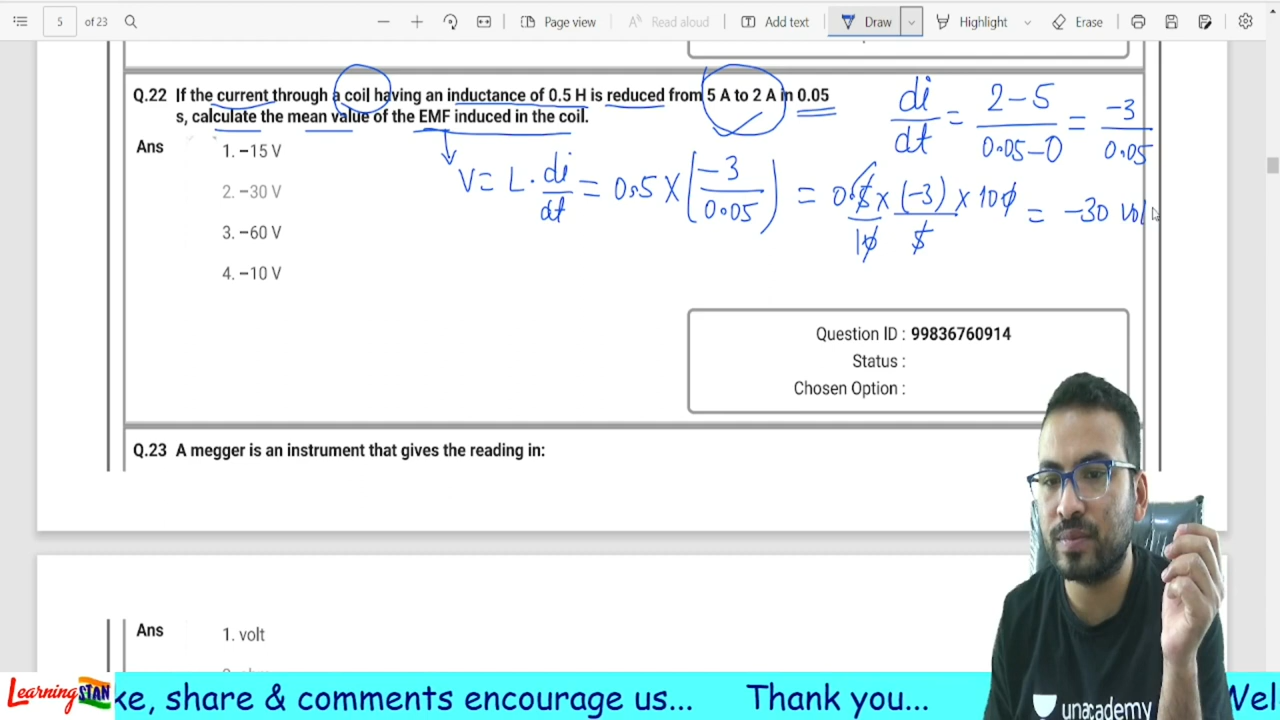 5 of 23 Page view Read aloud Add text Draw Highlight Erase
Q.22 If the current through a coil having an inductance of 0.5 H is reduced from 5 A to 2 A in 0.05
s, calculate the mean value of the EMF induced in the coil.
di/dt = 2-5/0.05-0 = -3/0.05
Ans 1. −15 V
2. −30 V
3. −60 V
4. −10 V
V= L. di/dt = 0.5 × (-3/0.05) = 0.5/10 × (-3)/5 × 100 = -30 vol
Question ID : 99836760914
Status :
Chosen Option :
Q.23 A megger is an instrument that gives the reading in:
Ans 1. volt
Learning STAN
ke, share & comments encourage us... Thank you... Wel
unacademy